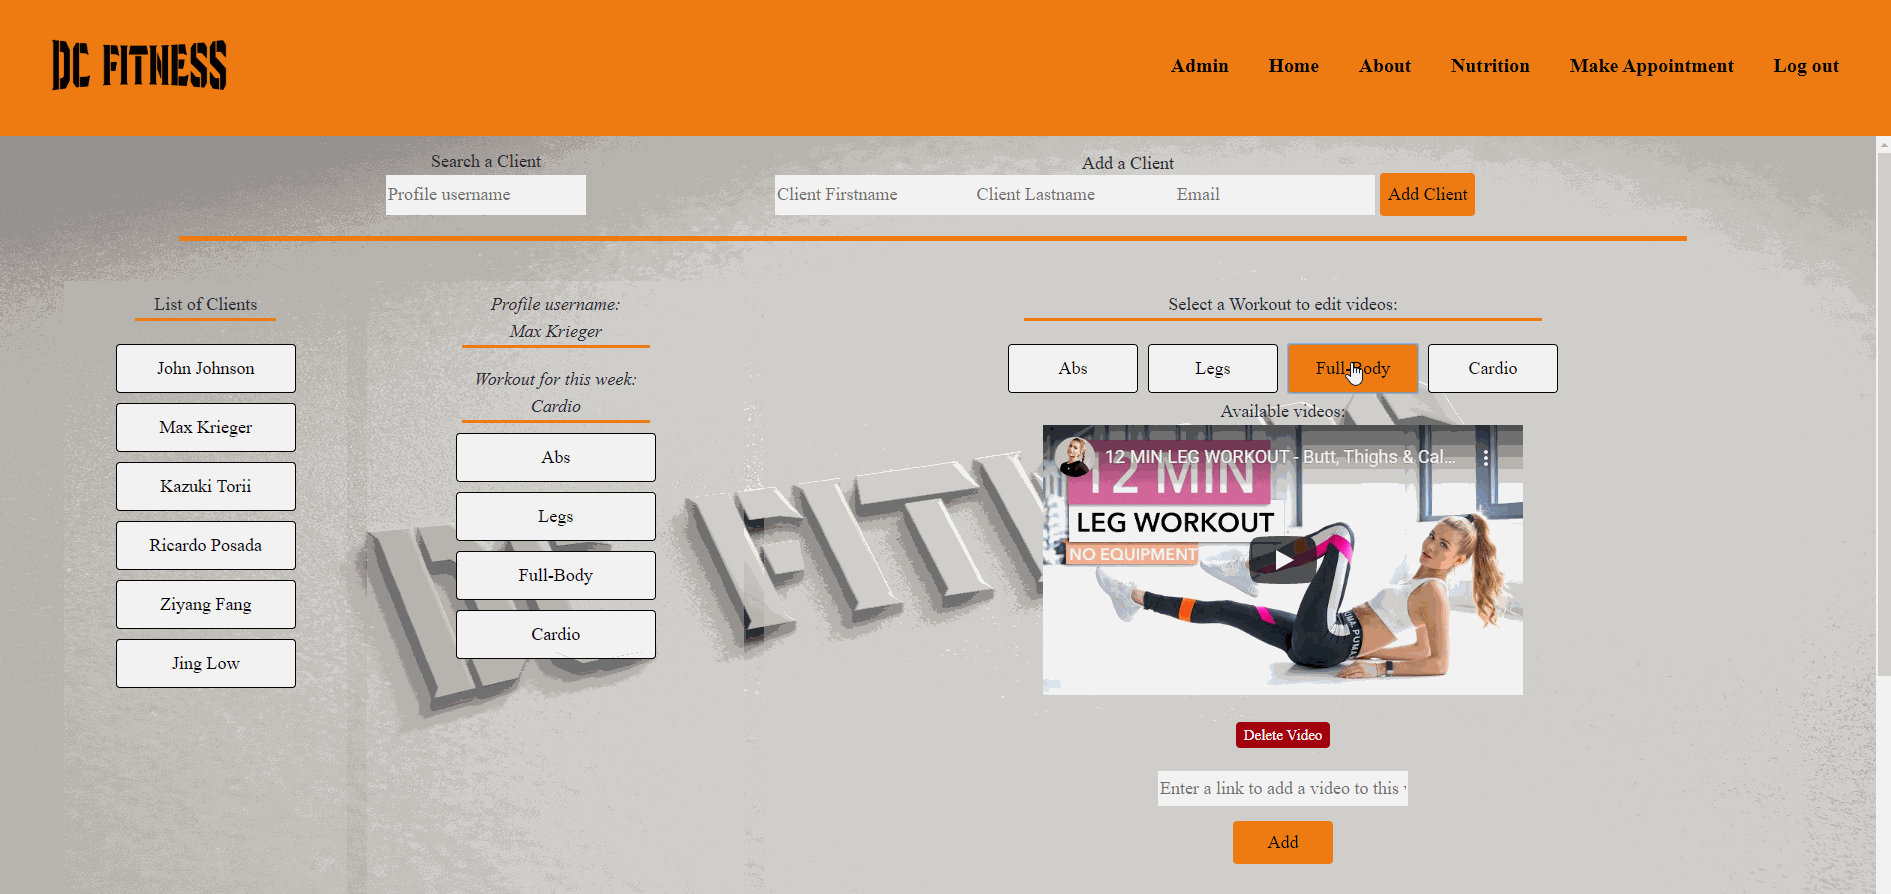 DC FITNESS
Admin Home About Nutrition Make Appointment Log out
Search a Client
Profile username
Add a Client
Client Firstname Client Lastname Email Add Client
List of Clients
John Johnson
Max Krieger
Kazuki Torii
Ricardo Posada
Ziyang Fang
Jing Low
Profile username:
Max Krieger
Workout for this week:
Cardio
Abs
Legs
Full-Body
Cardio
Select a Workout to edit videos:
Abs Legs Full-Body Cardio
Available videos:
12 MIN LEG WORKOUT - Butt, Thighs & Cal...
12 MIN
LEG WORKOUT
NO EQUIPMENT
Delete Video
Enter a link to add a video to this
Add
DC FIT